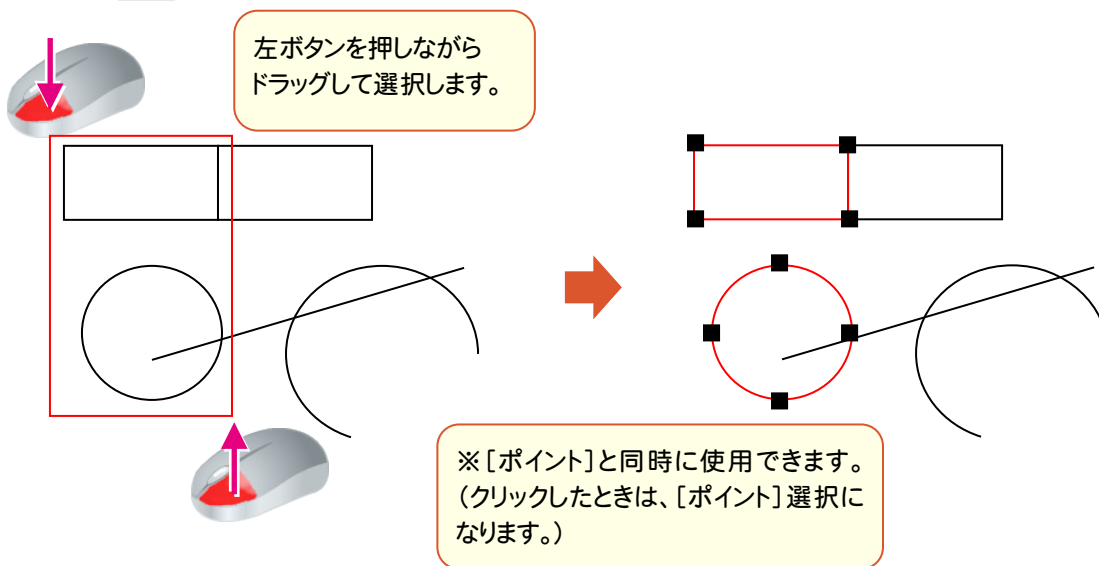 左ボタンを押しながら
ドラッグして選択します。
※［ポイント］と同時に使用できます。
（クリックしたときは、［ポイント］選択に
なります。）